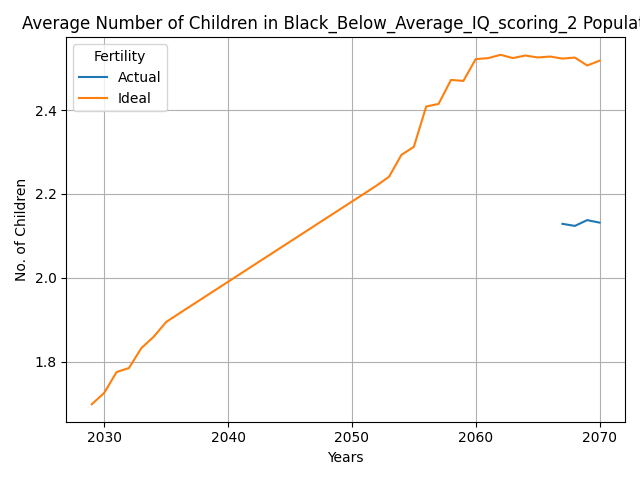 Average Number of Children in Black_Below_Average_IQ_scoring_2 Populat
Fertility
Actual
Ideal
2.4
2.2
2.0
1.8
No. of Children
2030 2040 2050 2060 2070
Years